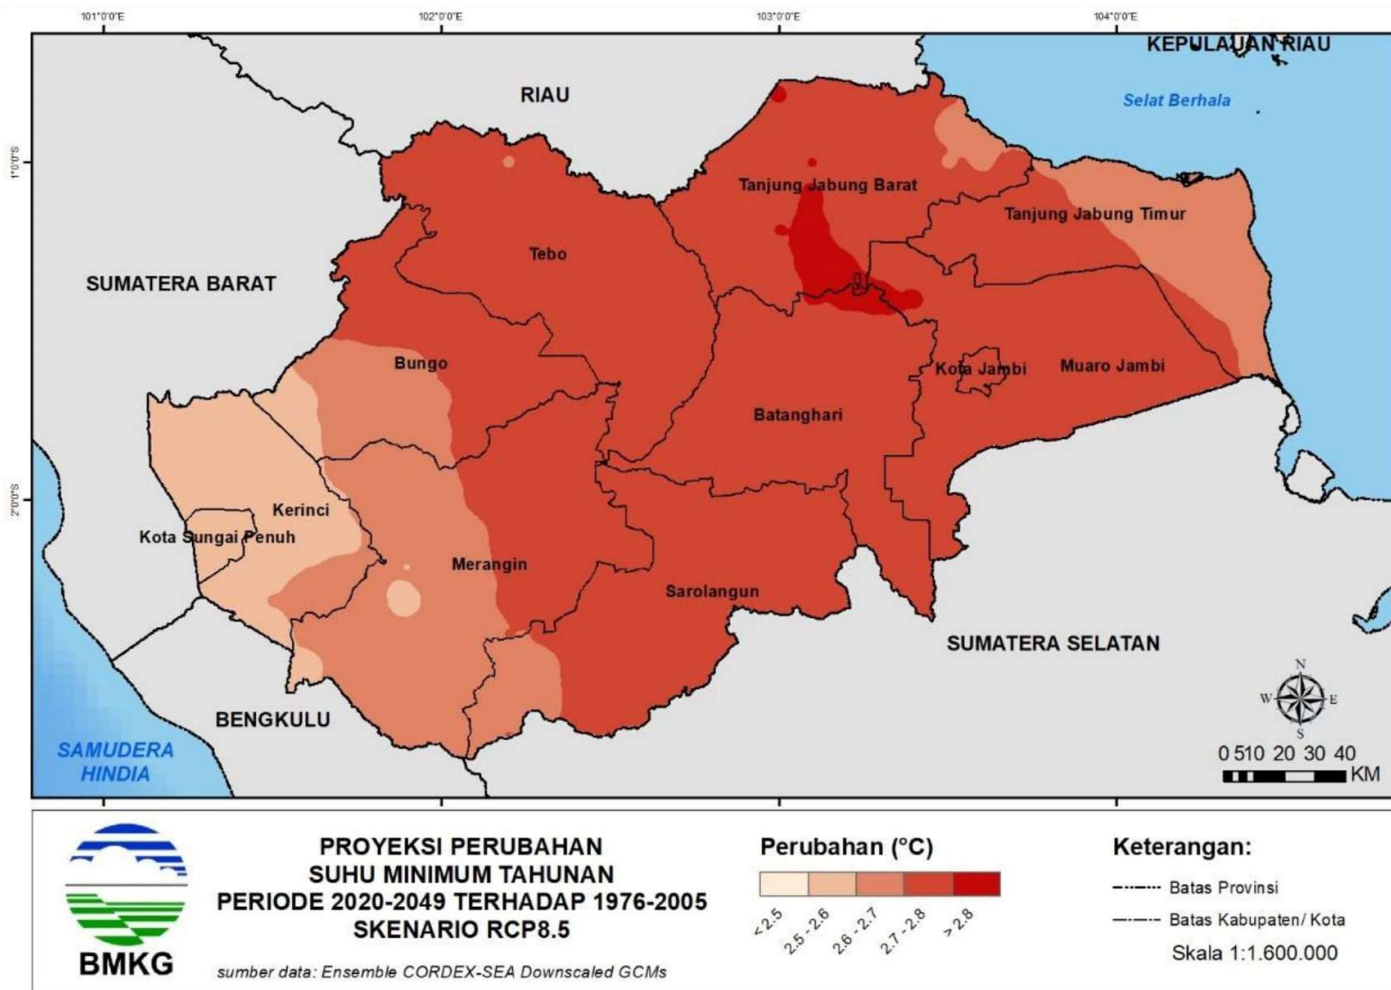 101°0'0"E
102°0'0"E
103°0'0"E
104°0'0"E
KEPULAUAN RIAU
RIAU
Selat Berhala
1°0'0"S
Tanjung Jabung Barat
Tanjung Jabung Timur
Tebo
SUMATERA BARAT
Bungo
Kota Jambi
Muaro Jambi
Batanghari
2°0'0"S
Kerinci
Kota Sungai Penuh
Merangin
Sarolangun
SUMATERA SELATAN
BENGKULU
SAMUDERA
HINDIA
N
W
E
S
0 510 20 30 40
KM
BMKG
PROYEKSI PERUBAHAN
SUHU MINIMUM TAHUNAN
PERIODE 2020-2049 TERHADAP 1976-2005
SKENARIO RCP8.5
sumber data: Ensemble CORDEX-SEA Downscaled GCMs
Perubahan (°C)
< 2.5
2.5 - 2.6
2.6 - 2.7
2.7 - 2.8
> 2.8
Keterangan:
Batas Provinsi
Batas Kabupaten/ Kota
Skala 1:1.600.000